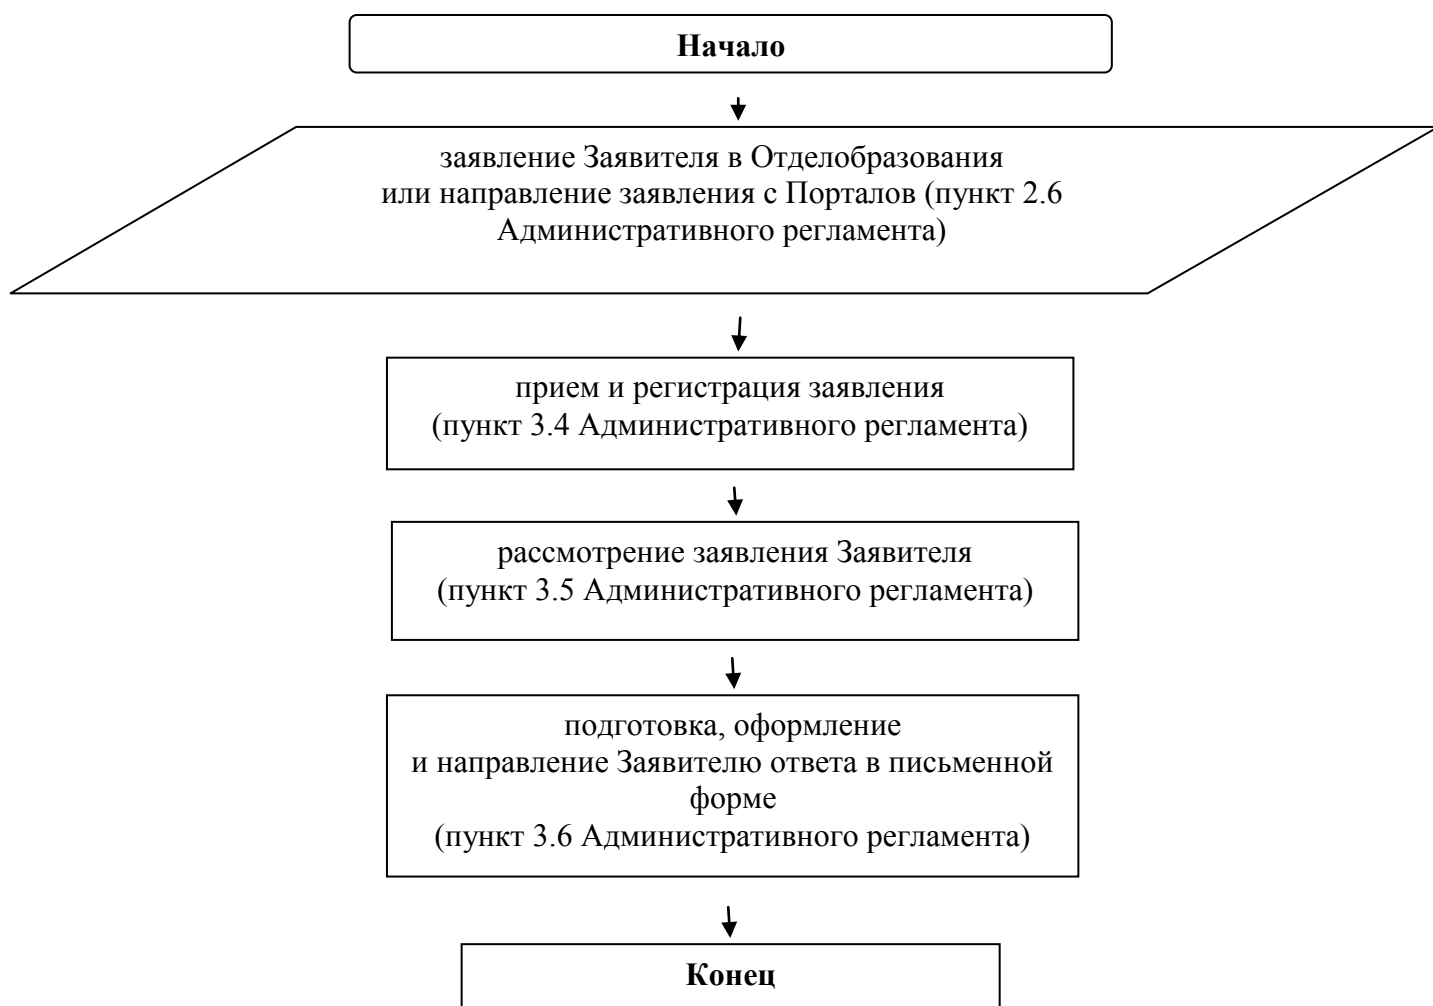 Начало
заявление Заявителя в Отделобразования
или направление заявления с Порталов (пункт 2.6
Административного регламента)
прием и регистрация заявления
(пункт 3.4 Административного регламента)
рассмотрение заявления Заявителя
(пункт 3.5 Административного регламента)
подготовка, оформление
и направление Заявителю ответа в письменной
форме
(пункт 3.6 Административного регламента)
Конец